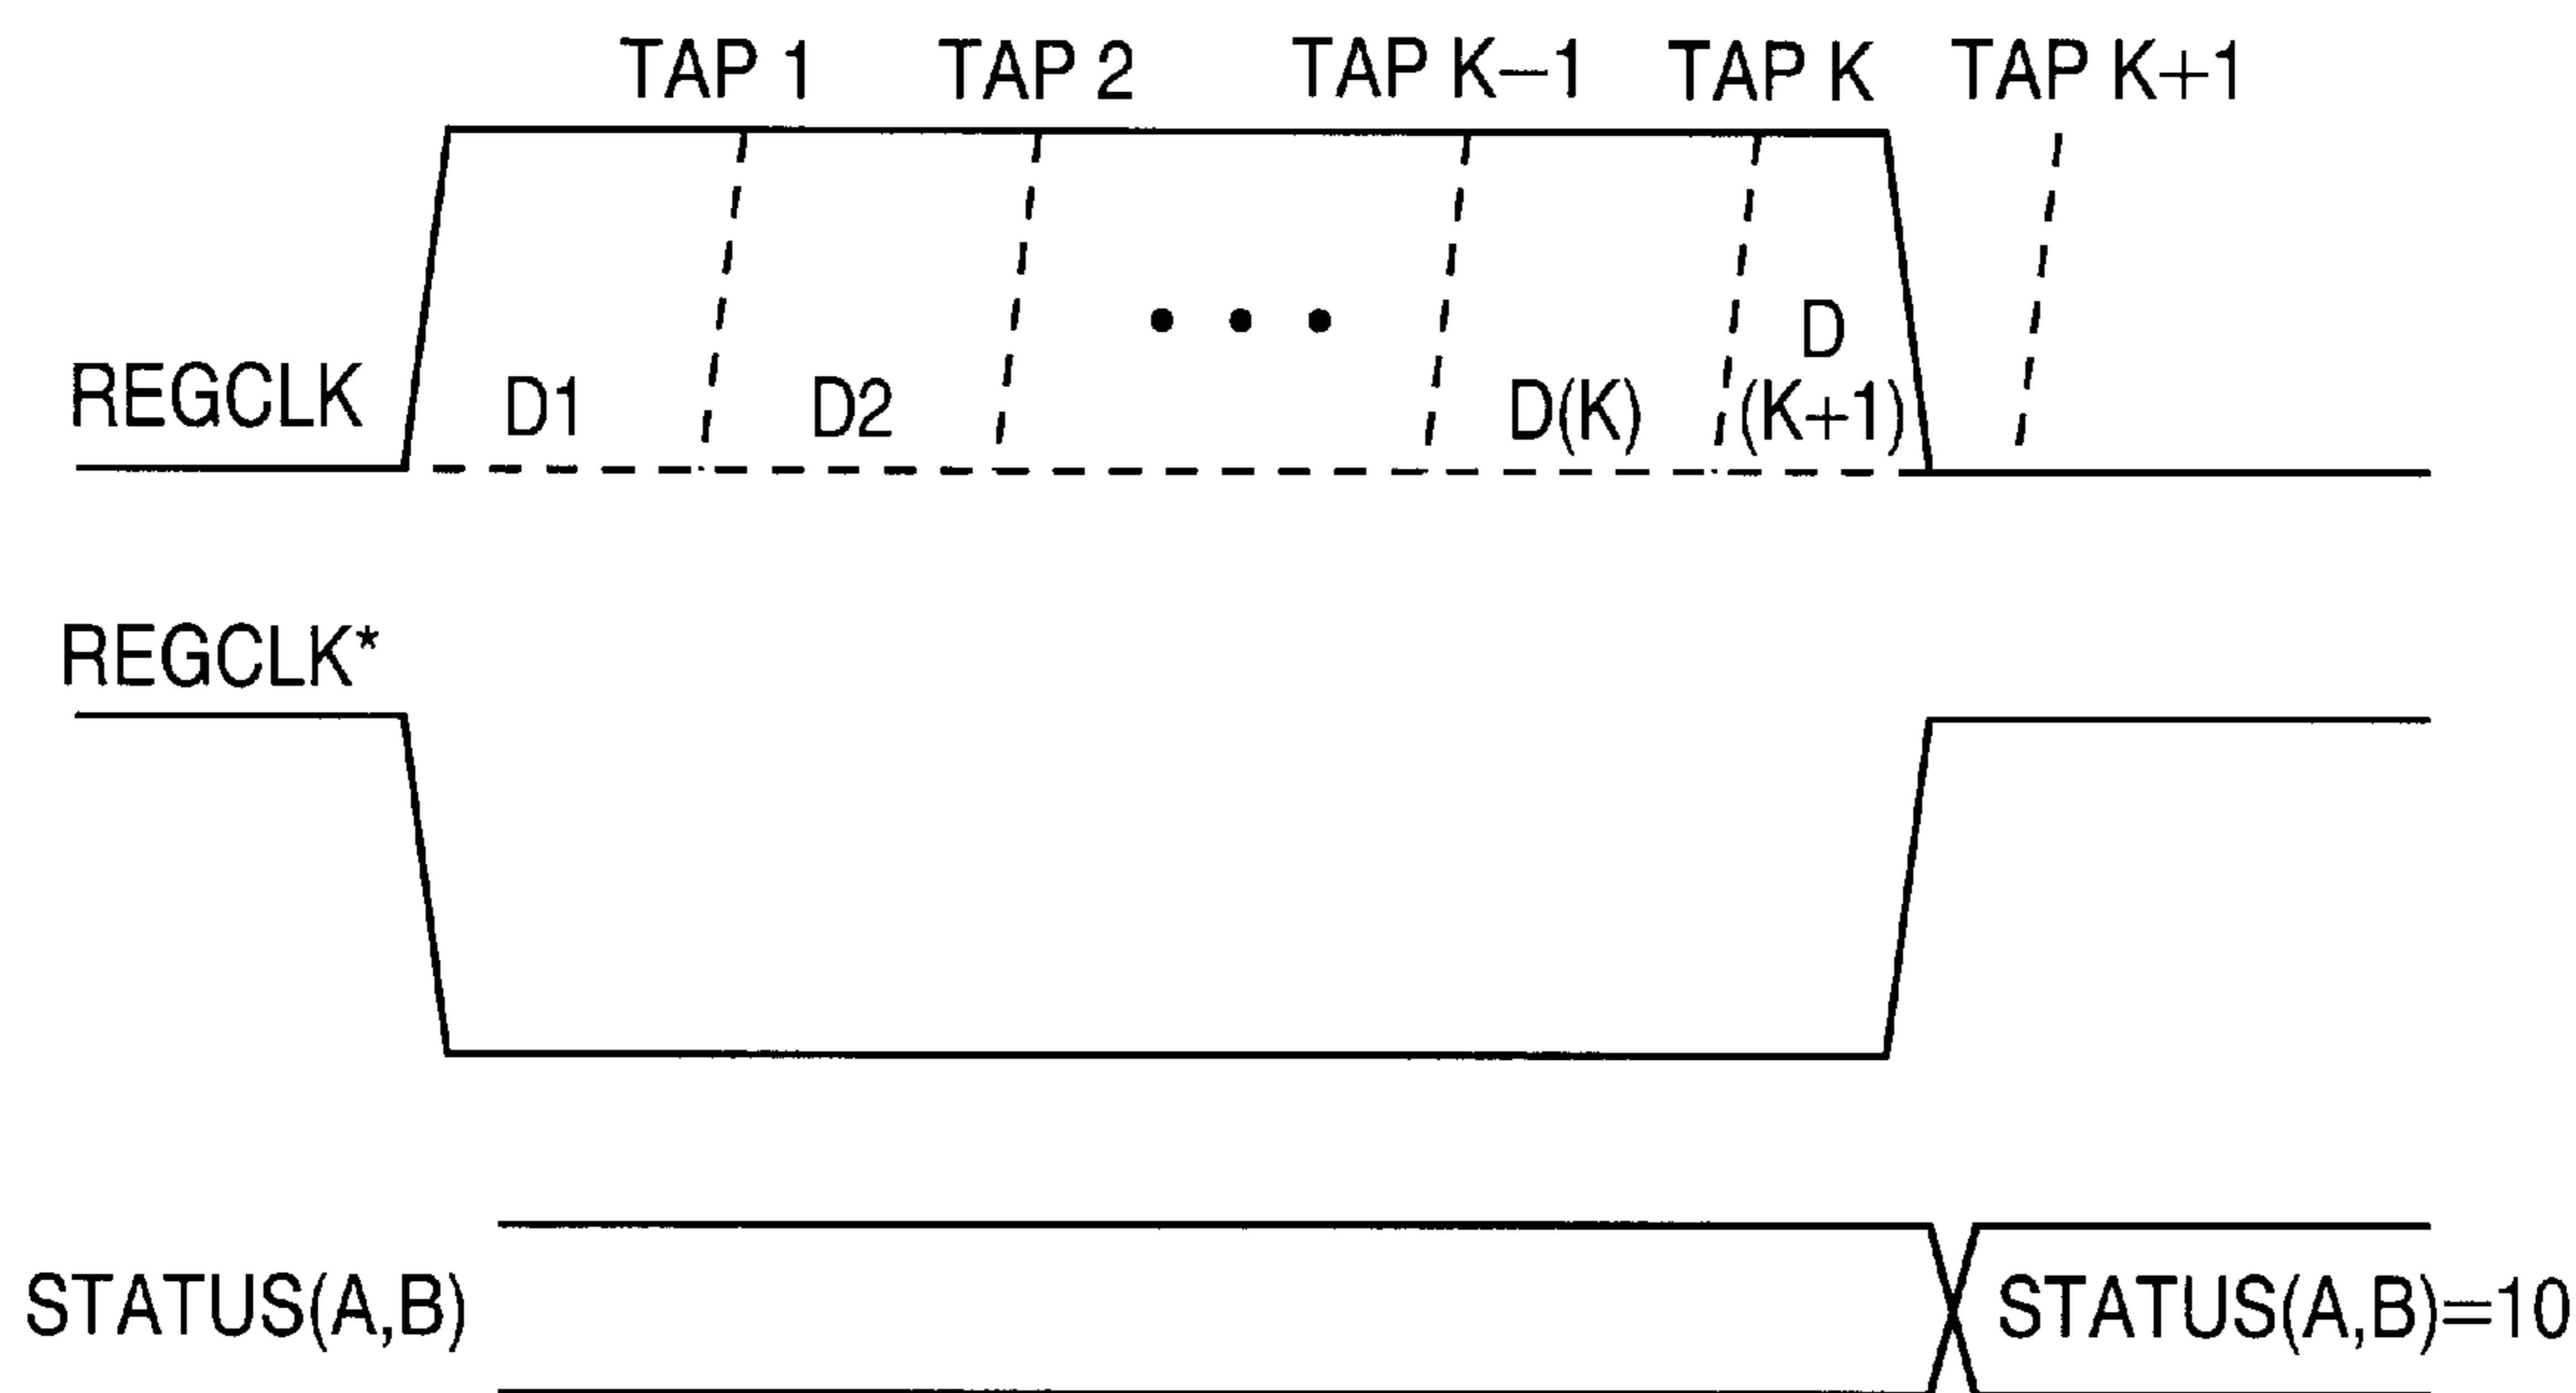 TAP 1 TAP 2 TAP K−1 TAP K TAP K+1
REGCLK D1 D2 • • • D(K) D
(K+1)
REGCLK*
STATUS(A,B) STATUS(A,B)=10